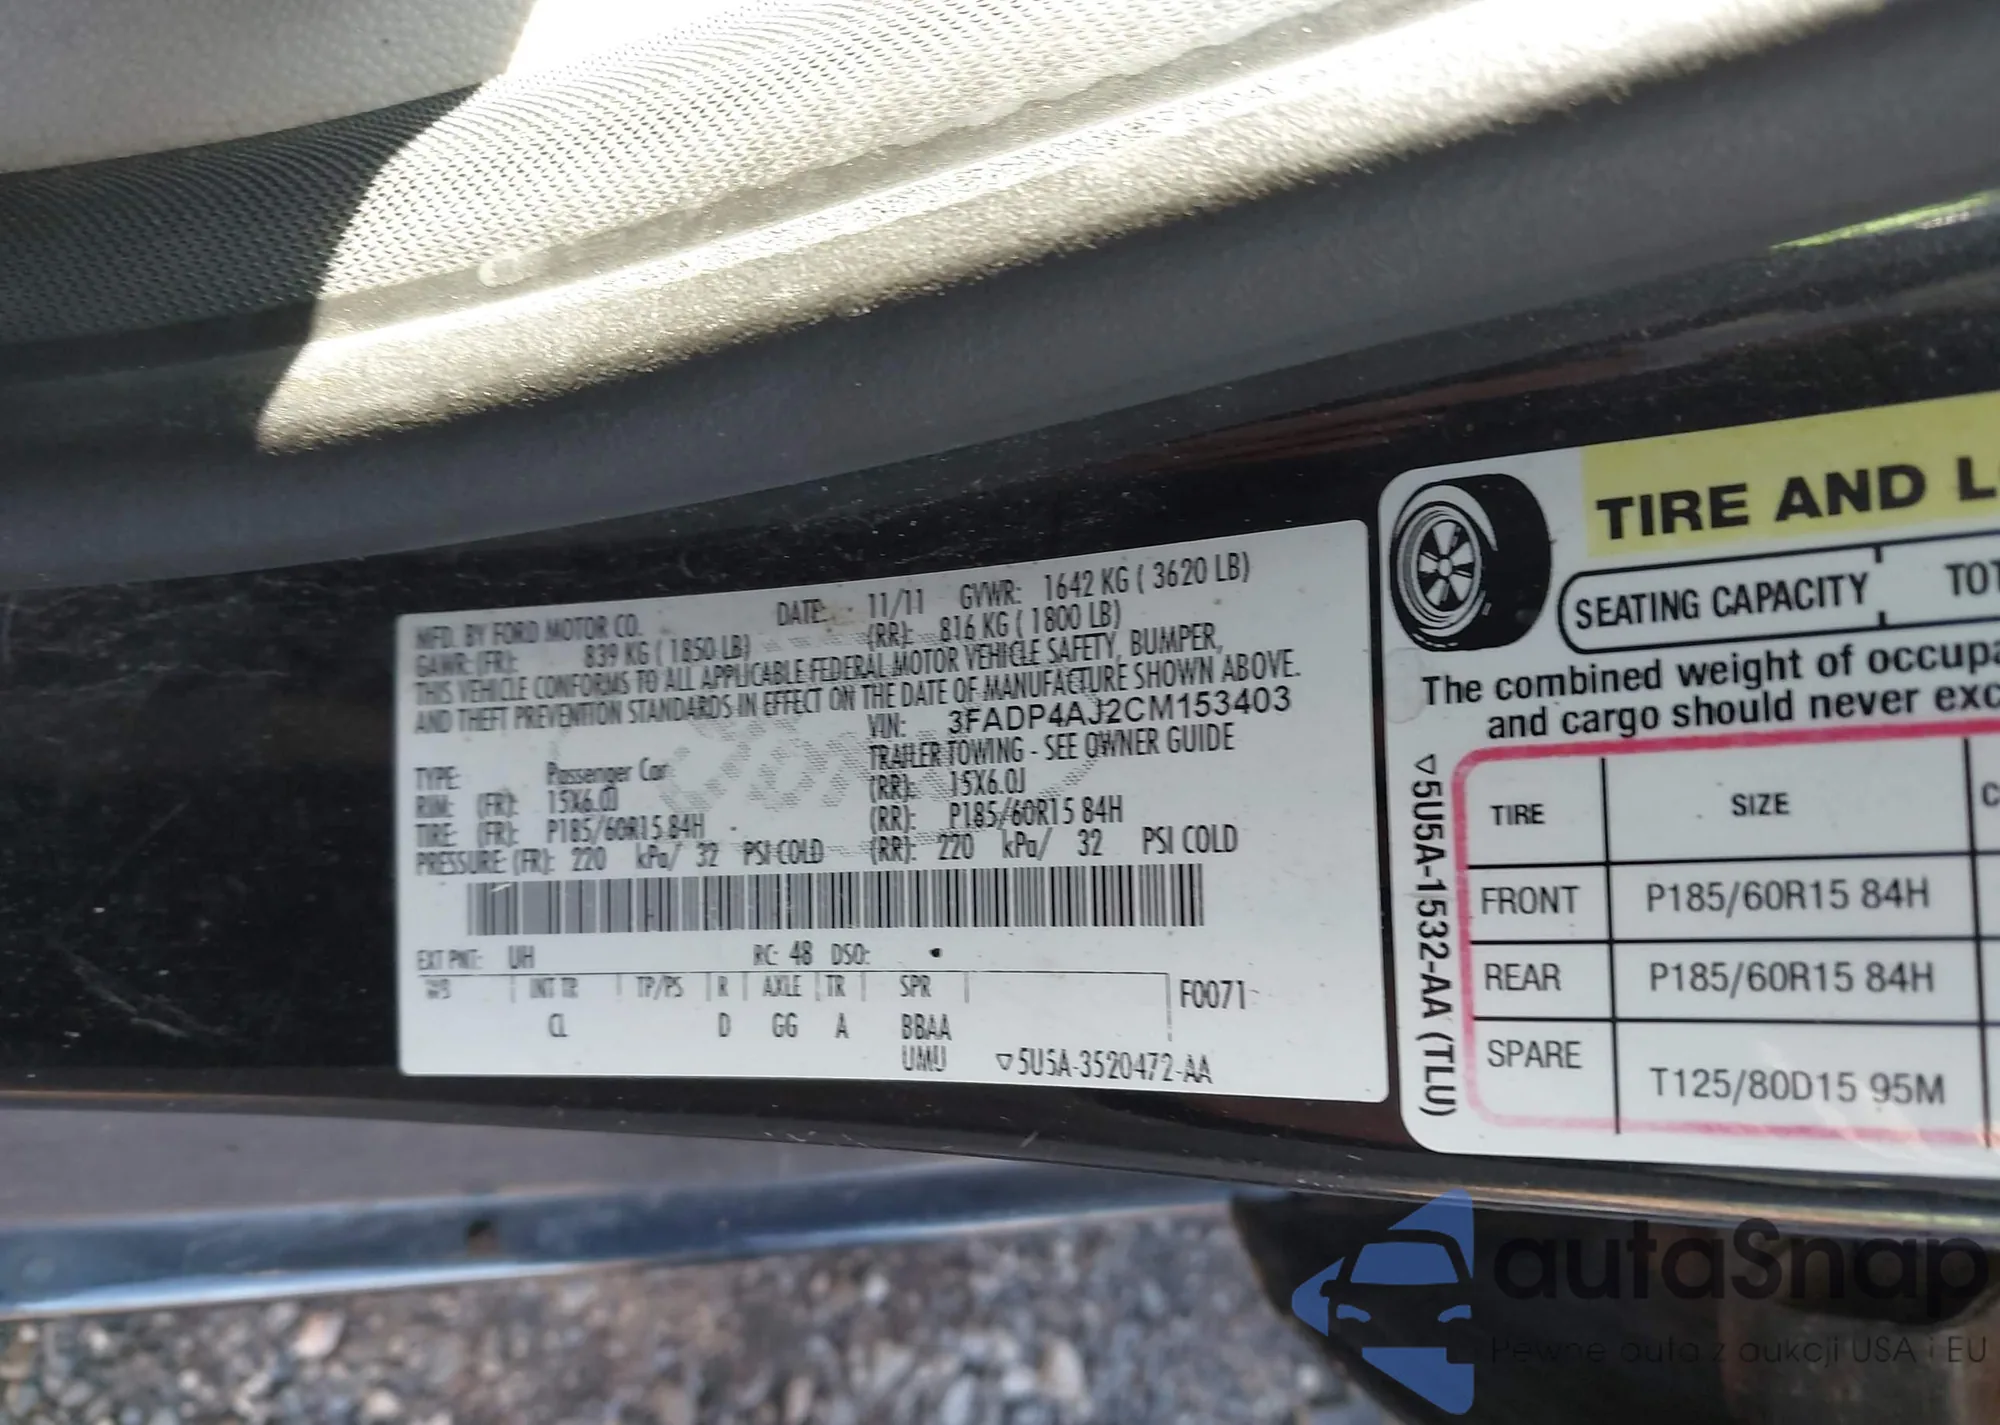 MFD. BY FORD MOTOR CO. DATE: 11/11 GVWR: 1642 KG ( 3620 LB)
GAWR: (FR): 839 KG ( 1850 LB) (RR): 816 KG ( 1800 LB)
THIS VEHICLE CONFORMS TO ALL APPLICABLE FEDERAL MOTOR VEHICLE SAFETY, BUMPER,
AND THEFT PREVENTION STANDARDS IN EFFECT ON THE DATE OF MANUFACTURE SHOWN ABOVE.
VIN: 3FADP4AJ2CM153403
TYPE: Passenger Car TRAILER TOWING - SEE OWNER GUIDE
RIM: (FR): 15X6.0J (RR): 15X6.0J
TIRE: (FR): P185/60R15 84H (RR): P185/60R15 84H
PRESSURE: (FR): 220 kPa/ 32 PSI COLD (RR): 220 kPa/ 32 PSI COLD
EXT PNT: UH RC: 48 DSO:
WB INT TR TP/PS R AXLE TR SPR F0071
CL D GG A BBAA
UMU ▽5U5A-3520472-AA
TIRE AND L
SEATING CAPACITY TOT
The combined weight of occupa
and cargo should never exc
▽5U5A-1532-AA (TLU)
TIRE SIZE C
FRONT P185/60R15 84H
REAR P185/60R15 84H
SPARE T125/80D15 95M
autaSnap
Pewne auta z aukcji USA i EU